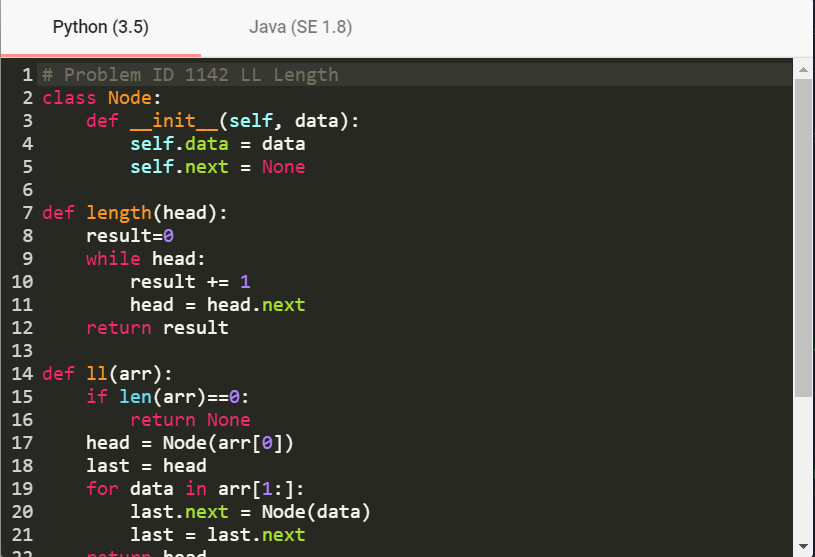 Python (3.5) Java (SE 1.8)
1 # Problem ID 1142 LL Length
2 class Node:
3     def __init__(self, data):
4         self.data = data
5         self.next = None
6
7 def length(head):
8     result=0
9     while head:
10         result += 1
11         head = head.next
12     return result
13
14 def ll(arr):
15     if len(arr)==0:
16         return None
17     head = Node(arr[0])
18     last = head
19     for data in arr[1:]:
20         last.next = Node(data)
21         last = last.next
22     return head